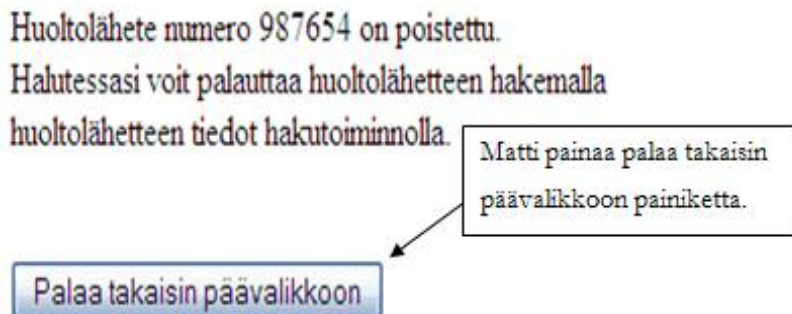 Huoltolähete numero 987654 on poistettu.
Halutessasi voit palauttaa huoltolähetteen hakemalla
huoltolähetteen tiedot hakutoiminnolla.
Matti painaa palaa takaisin
päävalikkoon painiketta.
Palaa takaisin päävalikkoon